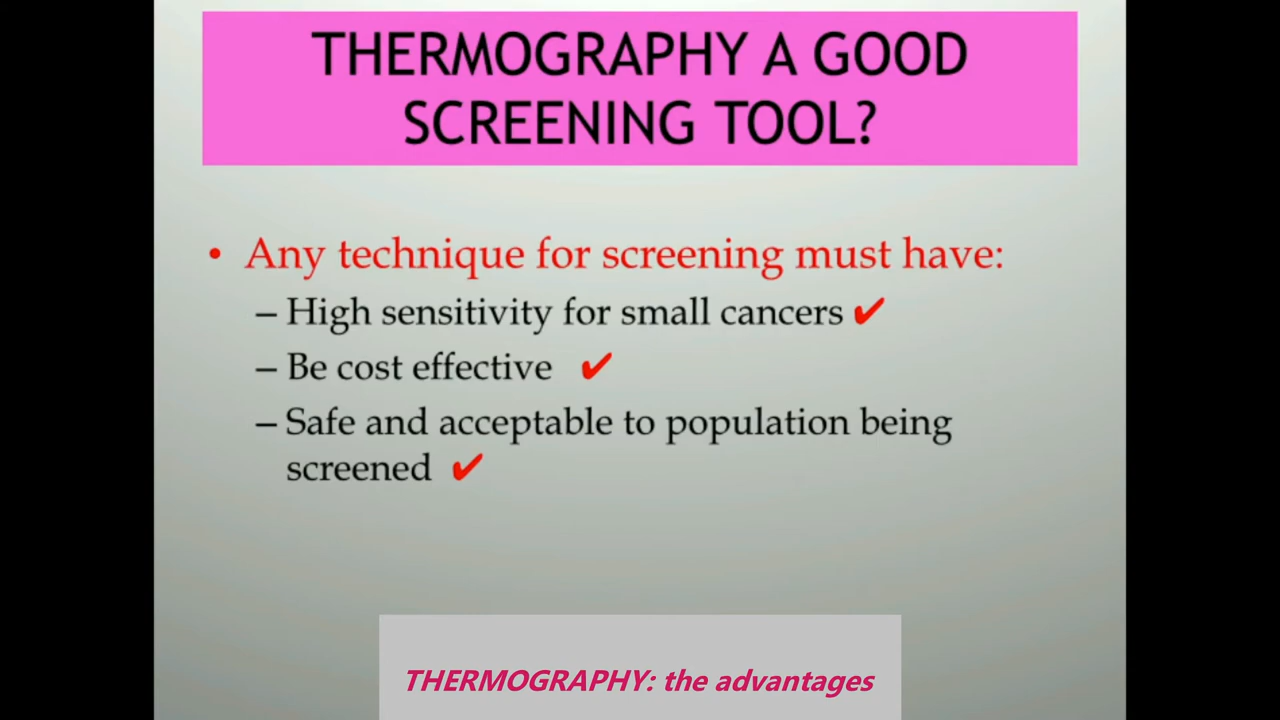 THERMOGRAPHY A GOOD
SCREENING TOOL?
• Any technique for screening must have:
– High sensitivity for small cancers ✔
– Be cost effective ✔
– Safe and acceptable to population being
screened ✔
THERMOGRAPHY: the advantages